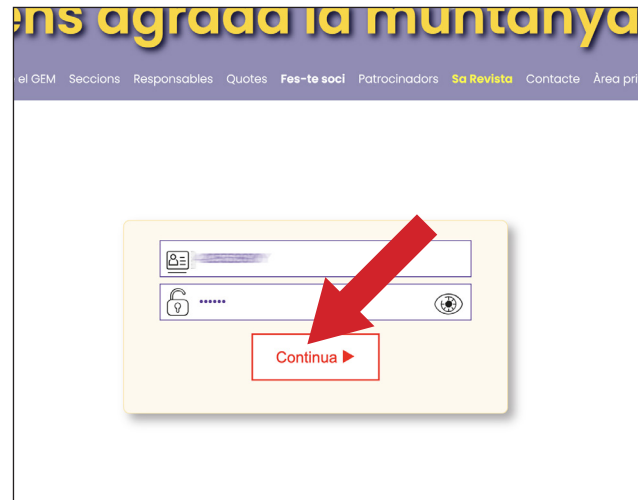 ens agrada la muntanya
el GEM Seccions Responsables Quotes Fes-te soci Patrocinadors Sa Revista Contacte Àrea pri
••••••
Continua ▶